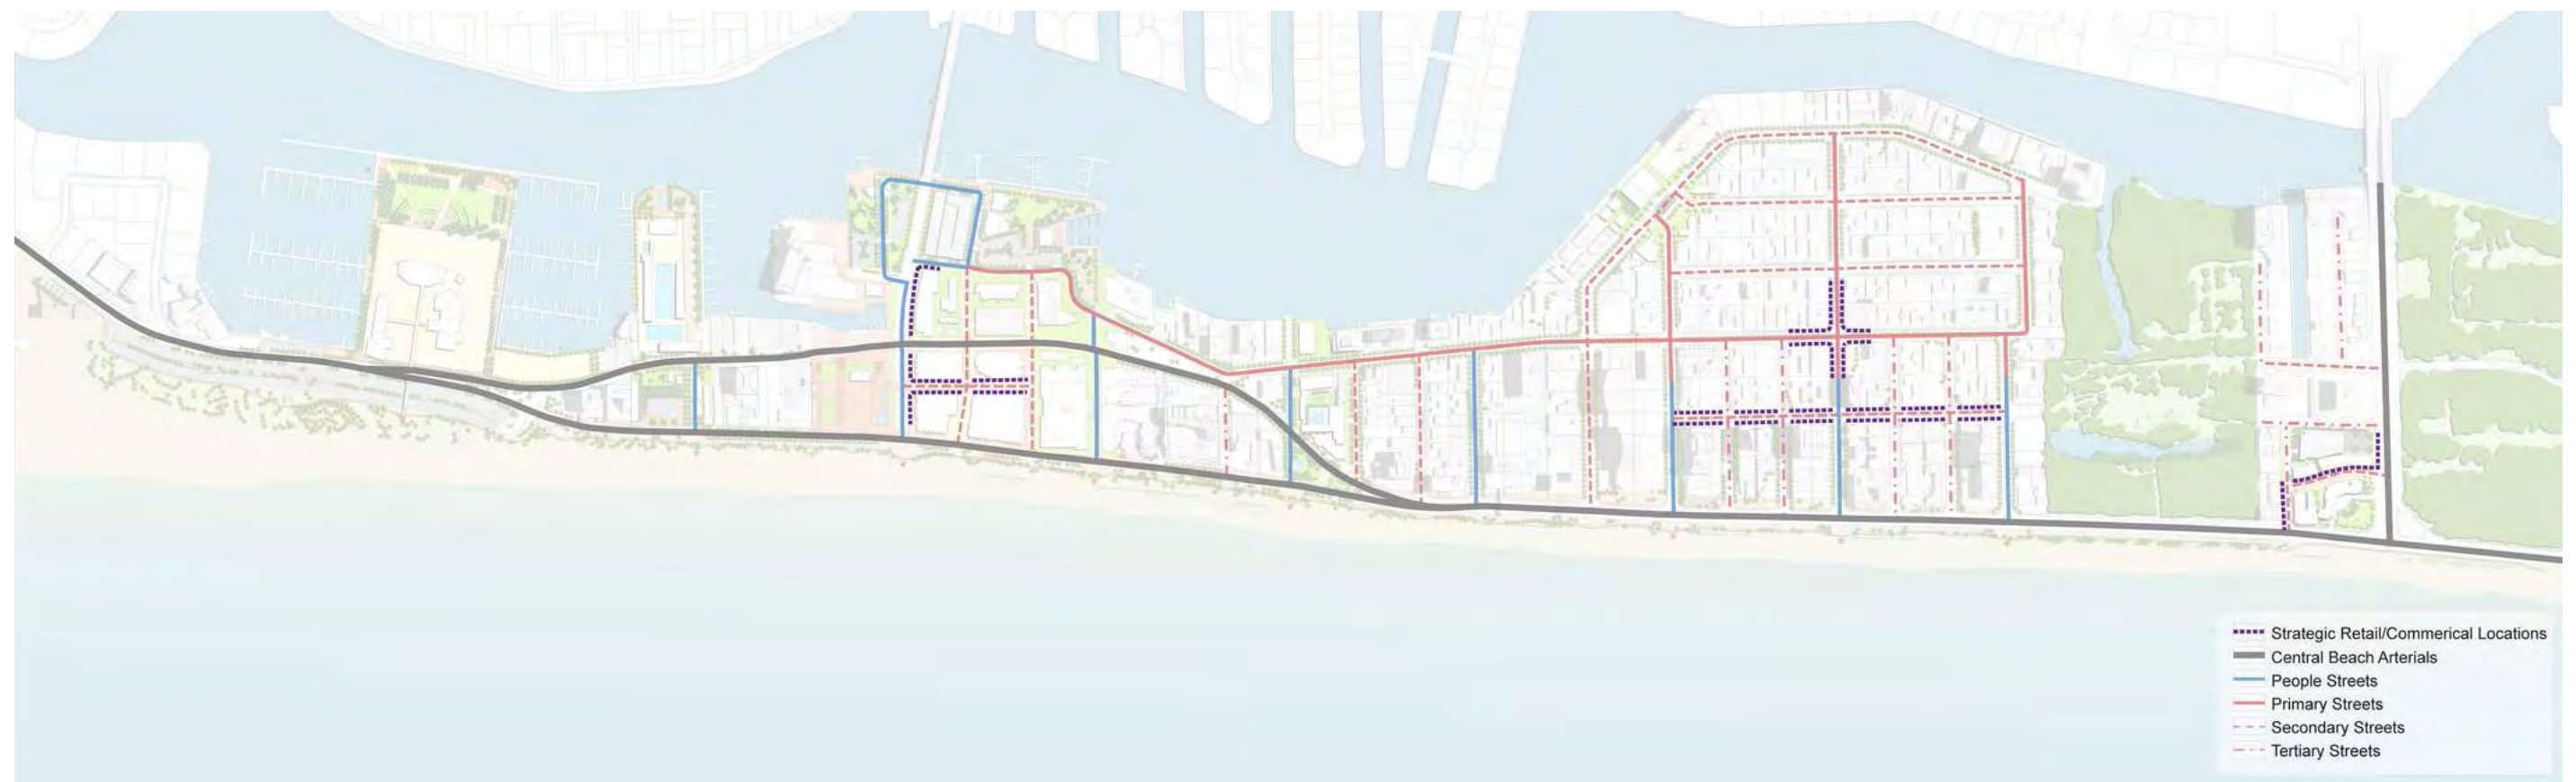 Strategic Retail/Commerical Locations
Central Beach Arterials
People Streets
Primary Streets
Secondary Streets
Tertiary Streets